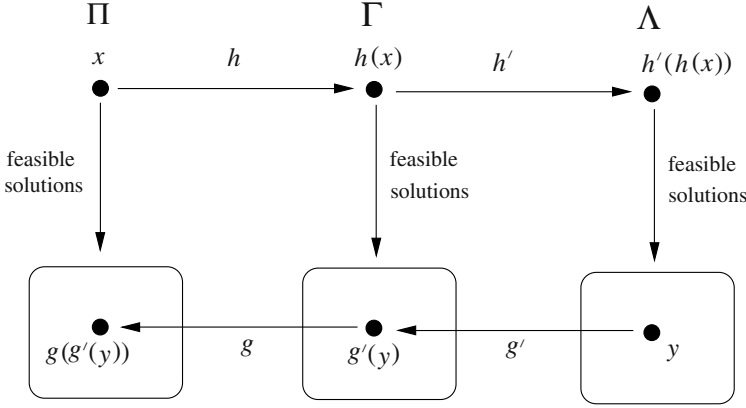 Π Γ Λ
x h h(x) h′ h′(h(x))
feasible
solutions
feasible
solutions
feasible
solutions
g(g′(y)) g g′(y) g′ y